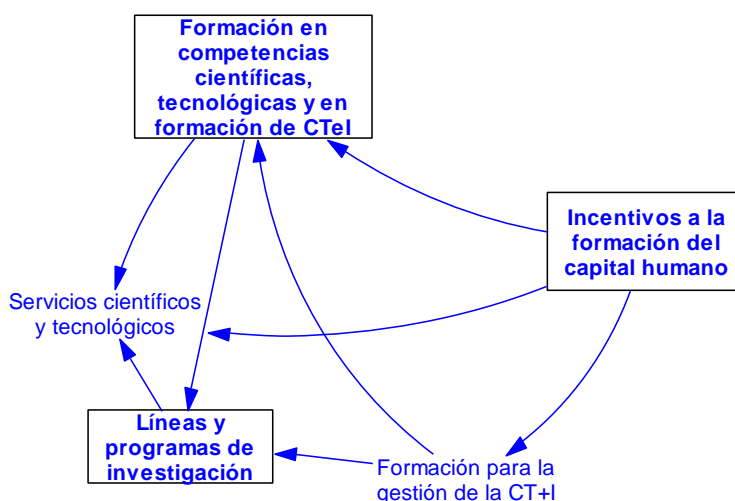 Formación en
competencias
científicas,
tecnológicas y en
formación de CTeI
Incentivos a la
formación del
capital humano
Servicios científicos
y tecnológicos
Líneas y
programas de
investigación
Formación para la
gestión de la CT+I